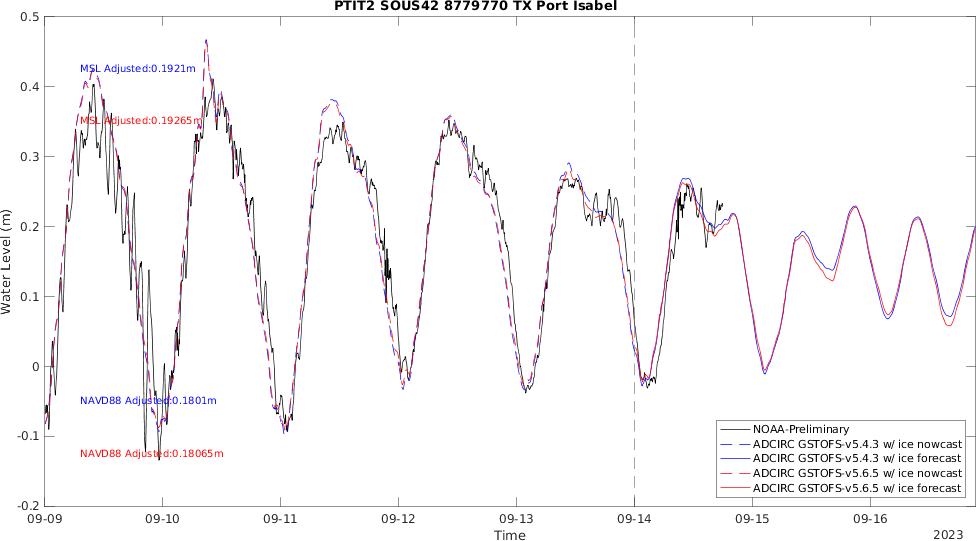 PTIT2 SOUS42 8779770 TX Port Isabel
0.5
0.4
0.3
0.2
0.1
0
-0.1
-0.2
Water Level (m)
MSL Adjusted:0.1921m
MSL Adjusted:0.19265m
NAVD88 Adjusted:0.1801m
NAVD88 Adjusted:0.18065m
NOAA-Preliminary
ADCIRC GSTOFS-v5.4.3 w/ ice nowcast
ADCIRC GSTOFS-v5.4.3 w/ ice forecast
ADCIRC GSTOFS-v5.6.5 w/ ice nowcast
ADCIRC GSTOFS-v5.6.5 w/ ice forecast
09-09 09-10 09-11 09-12 09-13 09-14 09-15 09-16
Time
2023